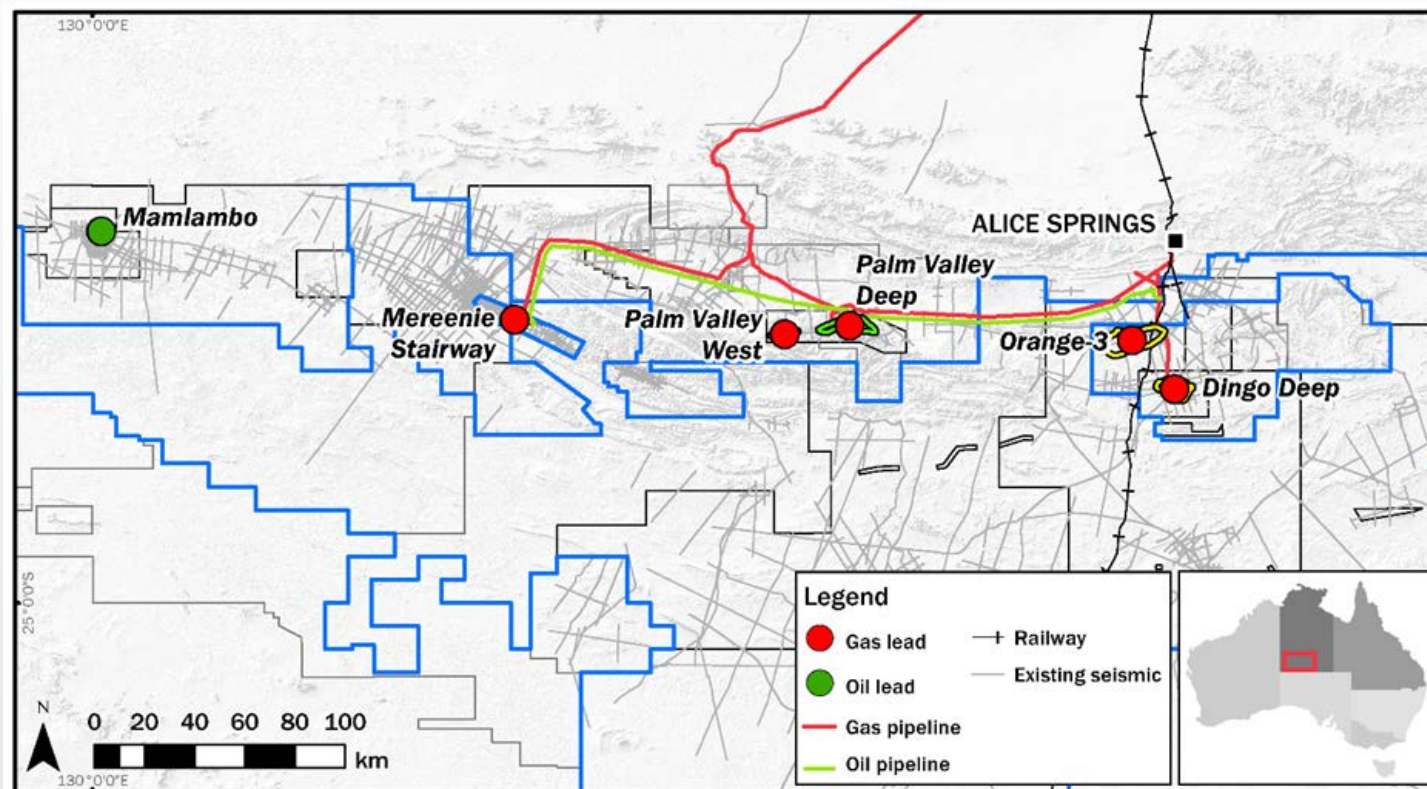 130°0'0"E
Mamlambo
ALICE SPRINGS
Palm Valley
Deep
Mereenie
Stairway
Palm Valley
West
Orange-3
Dingo Deep
25°0'0"S
Legend
Gas lead
Railway
Oil lead
Existing seismic
Gas pipeline
Oil pipeline
N
0 20 40 60 80 100
km
130°0'0"E